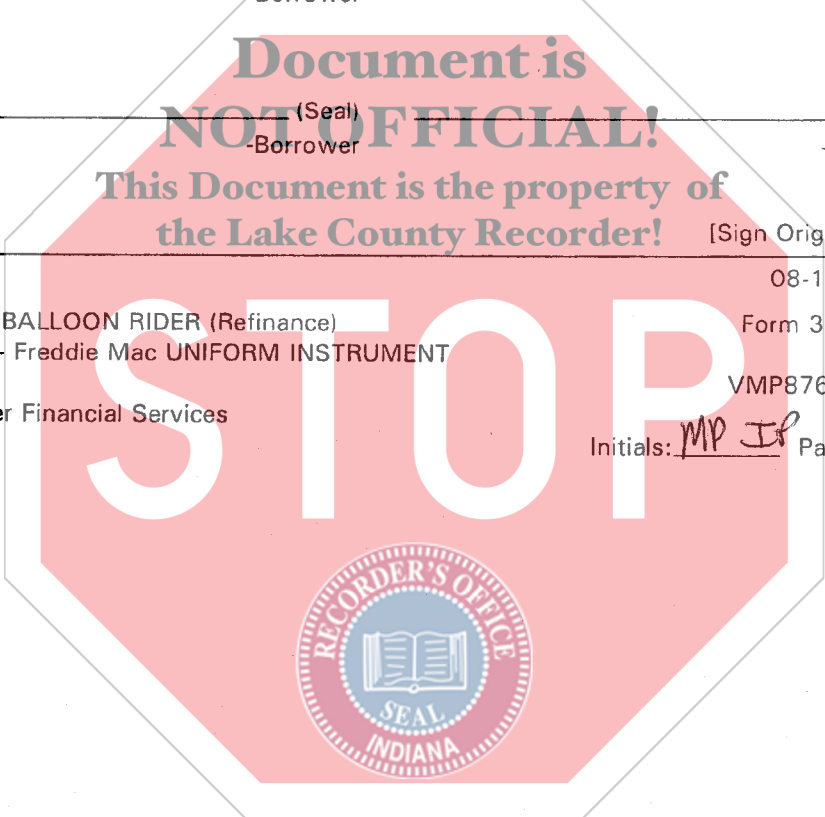 Document is
(Seal)
NOT OFFICIAL!
-Borrower
This Document is the property of
the Lake County Recorder!
[Sign Orig
08-1
BALLOON RIDER (Refinance)
Form 3
- Freddie Mac UNIFORM INSTRUMENT
VMP876
er Financial Services
Initials: MP IP Pa
STOP
RECORDER'S OFFICE
SEAL
INDIANA